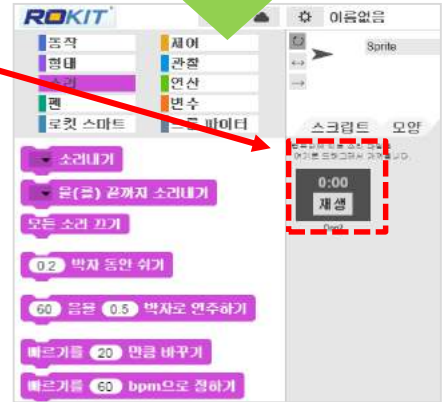 ROKIT
이름없음
동작
제어
형태
관찰
소리
연산
펜
변수
로킷 스마트
Sprite
스크립트
모양
소리내기
을(를) 끝까지 소리내기
모든 소리 끄기
0.2 박자 동안 쉬기
60 음을 0.5 박자로 연주하기
빠르기를 20 만큼 바꾸기
빠르기를 60 bpm으로 정하기
0:00
재생